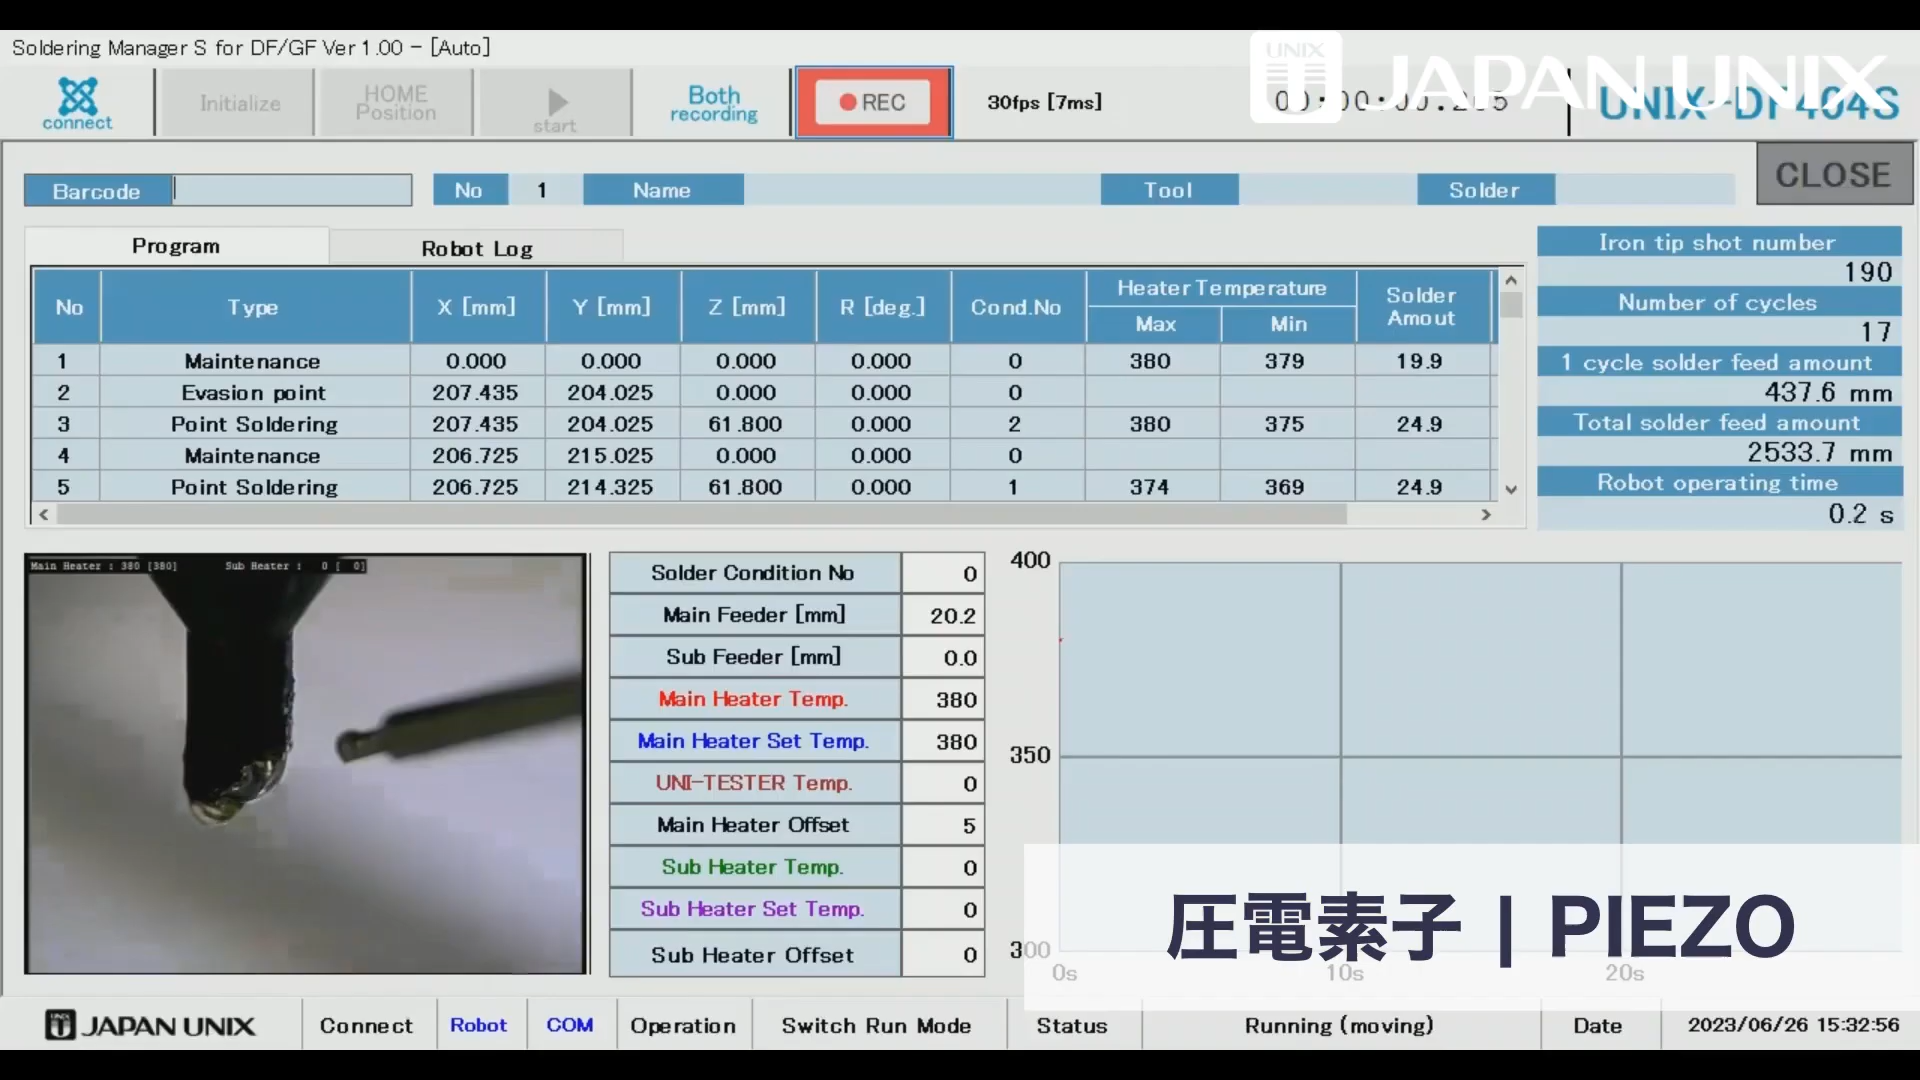 Soldering Manager S for DF/GF Ver 1.00 - [Auto]
connect
Initialize
HOME
Position
start
Both
recording
REC
30fps [7ms]
UNIX
JAPAN UNIX
UNIX-DF404S
CLOSE
Barcode
No 1 Name Tool Solder
Program Robot Log
No Type X [mm] Y [mm] Z [mm] R [deg.] Cond.No Heater Temperature Max Min Solder Amout
1 Maintenance 0.000 0.000 0.000 0.000 0 380 379 19.9
2 Evasion point 207.435 204.025 0.000 0.000 0
3 Point Soldering 207.435 204.025 61.800 0.000 2 380 375 24.9
4 Maintenance 206.725 215.025 0.000 0.000 0
5 Point Soldering 206.725 214.325 61.800 0.000 1 374 369 24.9
Iron tip shot number
190
Number of cycles
17
1 cycle solder feed amount
437.6 mm
Total solder feed amount
2533.7 mm
Robot operating time
0.2 s
Main Heater : 380 [380] Sub Heater : 0 [ 0]
Solder Condition No 0
Main Feeder [mm] 20.2
Sub Feeder [mm] 0.0
Main Heater Temp. 380
Main Heater Set Temp. 380
UNI-TESTER Temp. 0
Main Heater Offset 5
Sub Heater Temp. 0
Sub Heater Set Temp. 0
Sub Heater Offset 0
400
350
300
0s 10s 20s
圧電素子 | PIEZO
JAPAN UNIX Connect Robot COM Operation Switch Run Mode Status Running (moving) Date 2023/06/26 15:32:56